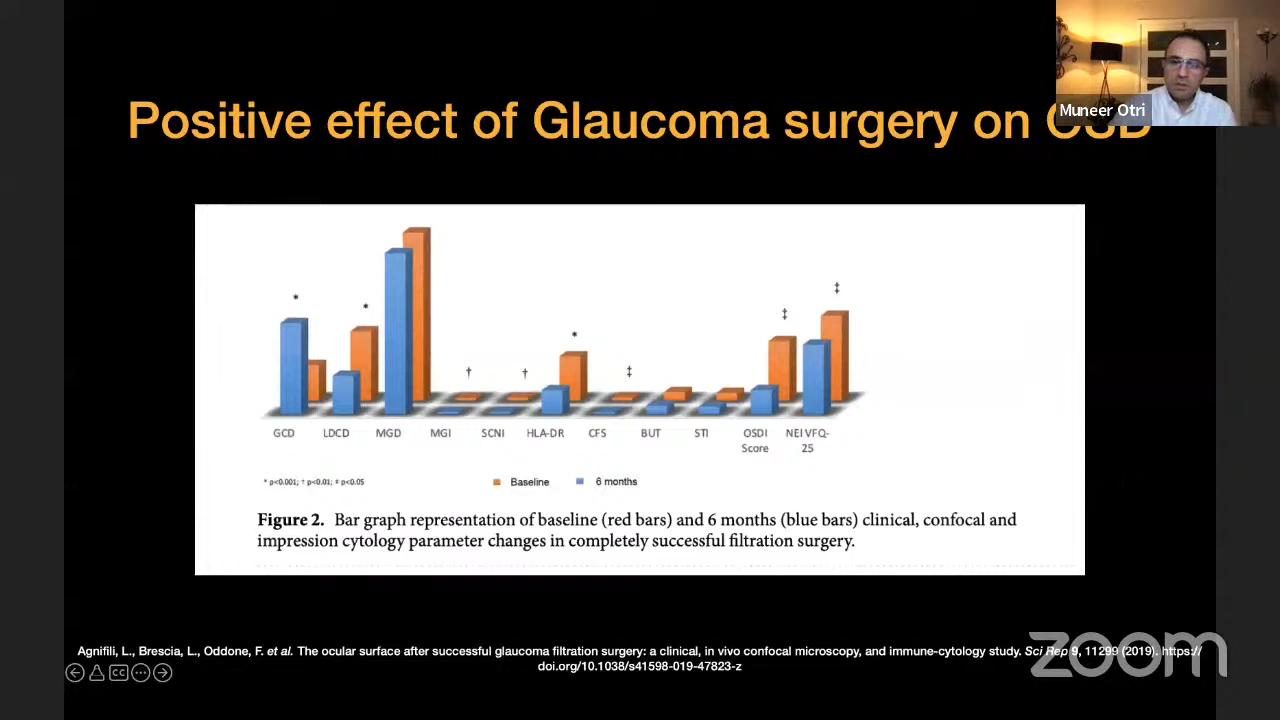 Muneer Otri
Positive effect of Glaucoma surgery on OSD
* * † † * ‡ ‡ ‡
GCD LDCD MGD MGI SCNI HLA-DR CFS BUT STI OSDI Score NEI VFQ-25
* p<0.001; † p<0.01; ‡ p<0.05
Baseline 6 months
Figure 2. Bar graph representation of baseline (red bars) and 6 months (blue bars) clinical, confocal and
impression cytology parameter changes in completely successful filtration surgery.
Agnifili, L., Brescia, L., Oddone, F. et al. The ocular surface after successful glaucoma filtration surgery: a clinical, in vivo confocal microscopy, and immune-cytology study. Sci Rep 9, 11299 (2019). https://
doi.org/10.1038/s41598-019-47823-z
CC
zoom